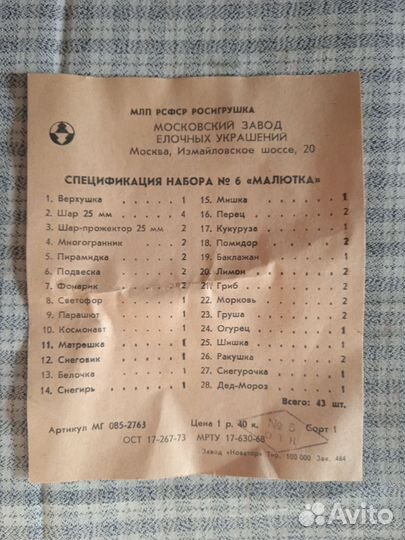 МЛП РСФСР РОСИГРУШКА
МОСКОВСКИЙ ЗАВОД
ЕЛОЧНЫХ УКРАШЕНИЙ
Москва, Измайловское шоссе, 20
СПЕЦИФИКАЦИЯ НАБОРА № 6 «МАЛЮТКА»
1. Верхушка . . . . 1
2. Шар 25 мм . . . . 4
3. Шар-прожектор 25 мм . 2
4. Многогранник . . . 2
5. Пирамидка . . . . 2
6. Подвеска . . . . 2
7. Фонарик . . . . 2
8. Светофор . . . . 1
9. Парашют . . . . 1
10. Космонавт . . . . 1
11. Матрешка . . . . 1
12. Снеговик . . . . 1
13. Белочка . . . . 1
14. Снегирь . . . . 1
15. Мишка . . . . 1
16. Перец . . . . 2
17. Кукуруза . . . . 1
18. Помидор . . . . 2
19. Баклажан . . . . 1
20. Лимон . . . . 2
21. Гриб . . . . 2
22. Морковь . . . . 2
23. Груша . . . . 2
24. Огурец . . . . 1
25. Шишка . . . . 1
26. Ракушка . . . . 2
27. Снегурочка . . . . 1
28. Дед-Мороз . . . . 1
Всего: 43 шт.
Артикул МГ 085-2763 Цена 1 р. 40 к. Сорт 1
ОСТ 17-267-73 МРТУ 17-630-68
Завод «Новатор» Тир. 100 000 Зак. 464
Avito